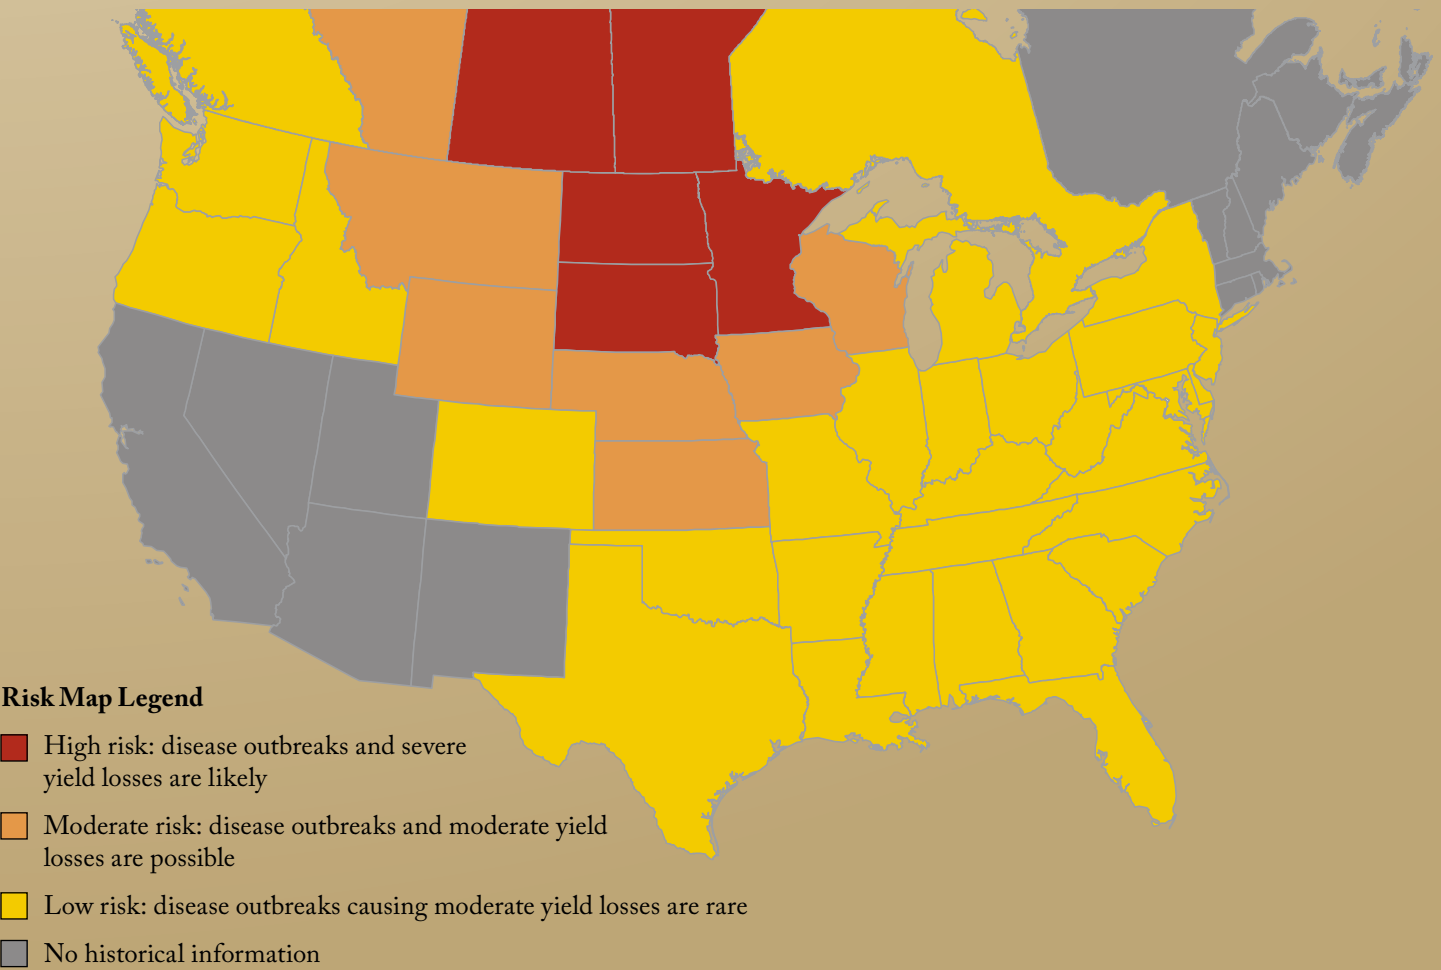 Risk Map Legend
High risk: disease outbreaks and severe
yield losses are likely
Moderate risk: disease outbreaks and moderate yield
losses are possible
Low risk: disease outbreaks causing moderate yield losses are rare
No historical information